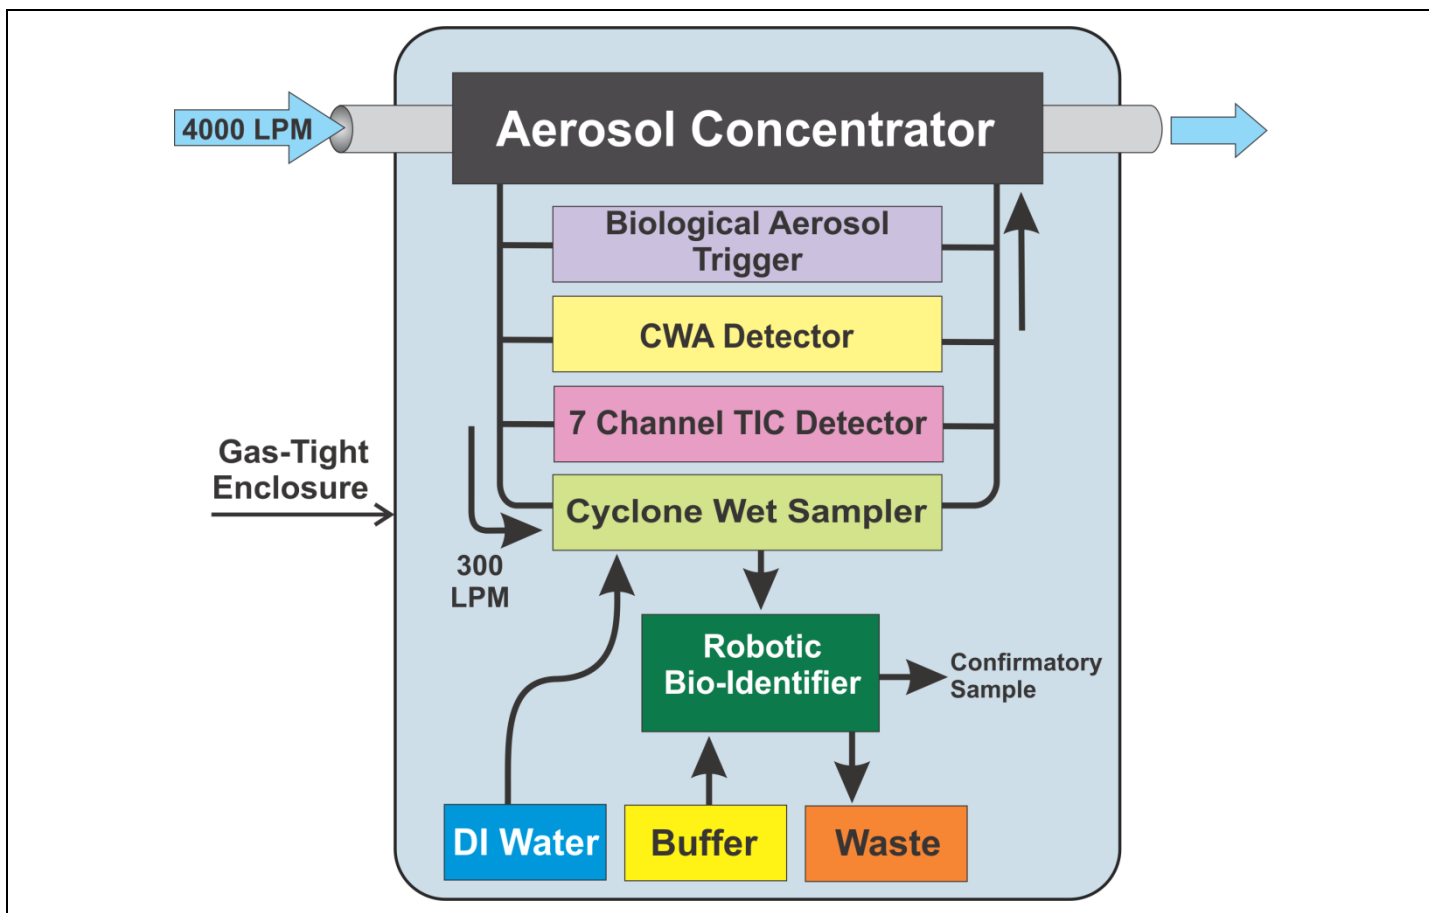 4000 LPM
Aerosol Concentrator
Biological Aerosol
Trigger
CWA Detector
7 Channel TIC Detector
Gas-Tight
Enclosure
Cyclone Wet Sampler
300
LPM
Robotic
Bio-Identifier
Confirmatory
Sample
DI Water
Buffer
Waste